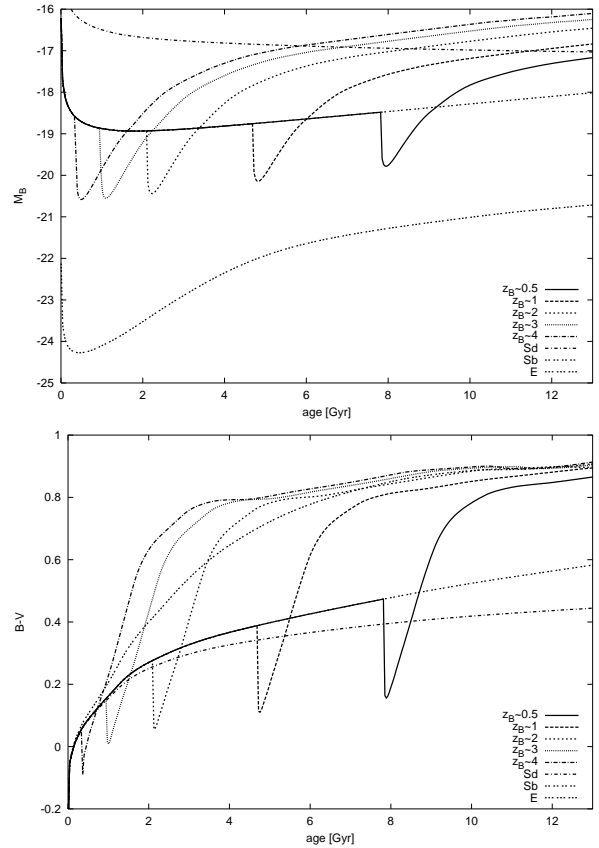 -16
-17
-18
-19
-20
-21
-22
-23
-24
-25
M_B
z_B~0.5
z_B~1
z_B~2
z_B~3
z_B~4
Sd
Sb
E
0 2 4 6 8 10 12
age [Gyr]
1
0.8
0.6
0.4
0.2
0
-0.2
B-V
z_B~0.5
z_B~1
z_B~2
z_B~3
z_B~4
Sd
Sb
E
0 2 4 6 8 10 12
age [Gyr]